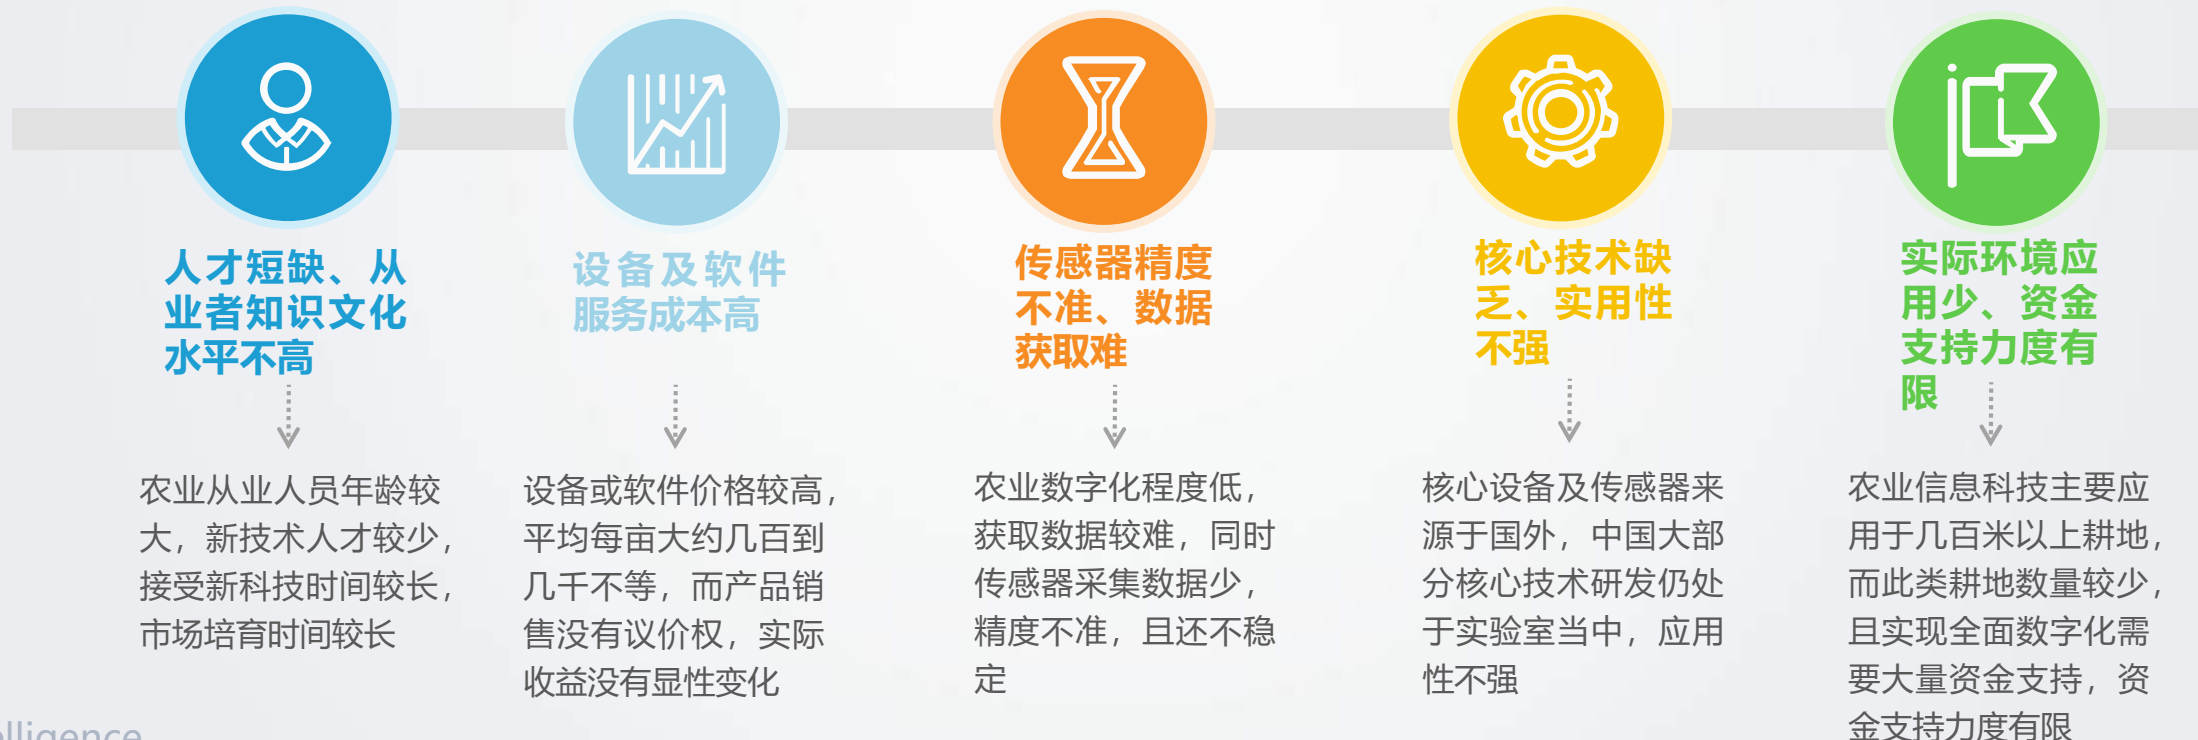 人才短缺、从
业者知识文化
水平不高
农业从业人员年龄较
大，新技术人才较少，
接受新科技时间较长，
市场培育时间较长
设备及软件
服务成本高
设备或软件价格较高，
平均每亩大约几百到
几千不等，而产品销
售没有议价权，实际
收益没有显性变化
传感器精度
不准、数据
获取难
农业数字化程度低，
获取数据较难，同时
传感器采集数据少，
精度不准，且还不稳
定
核心技术缺
乏、实用性
不强
核心设备及传感器来
源于国外，中国大部
分核心技术研发仍处
于实验室当中，应用
性不强
实际环境应
用少、资金
支持力度有
限
农业信息科技主要应
用于几百米以上耕地，
而此类耕地数量较少，
且实现全面数字化需
要大量资金支持，资
金支持力度有限